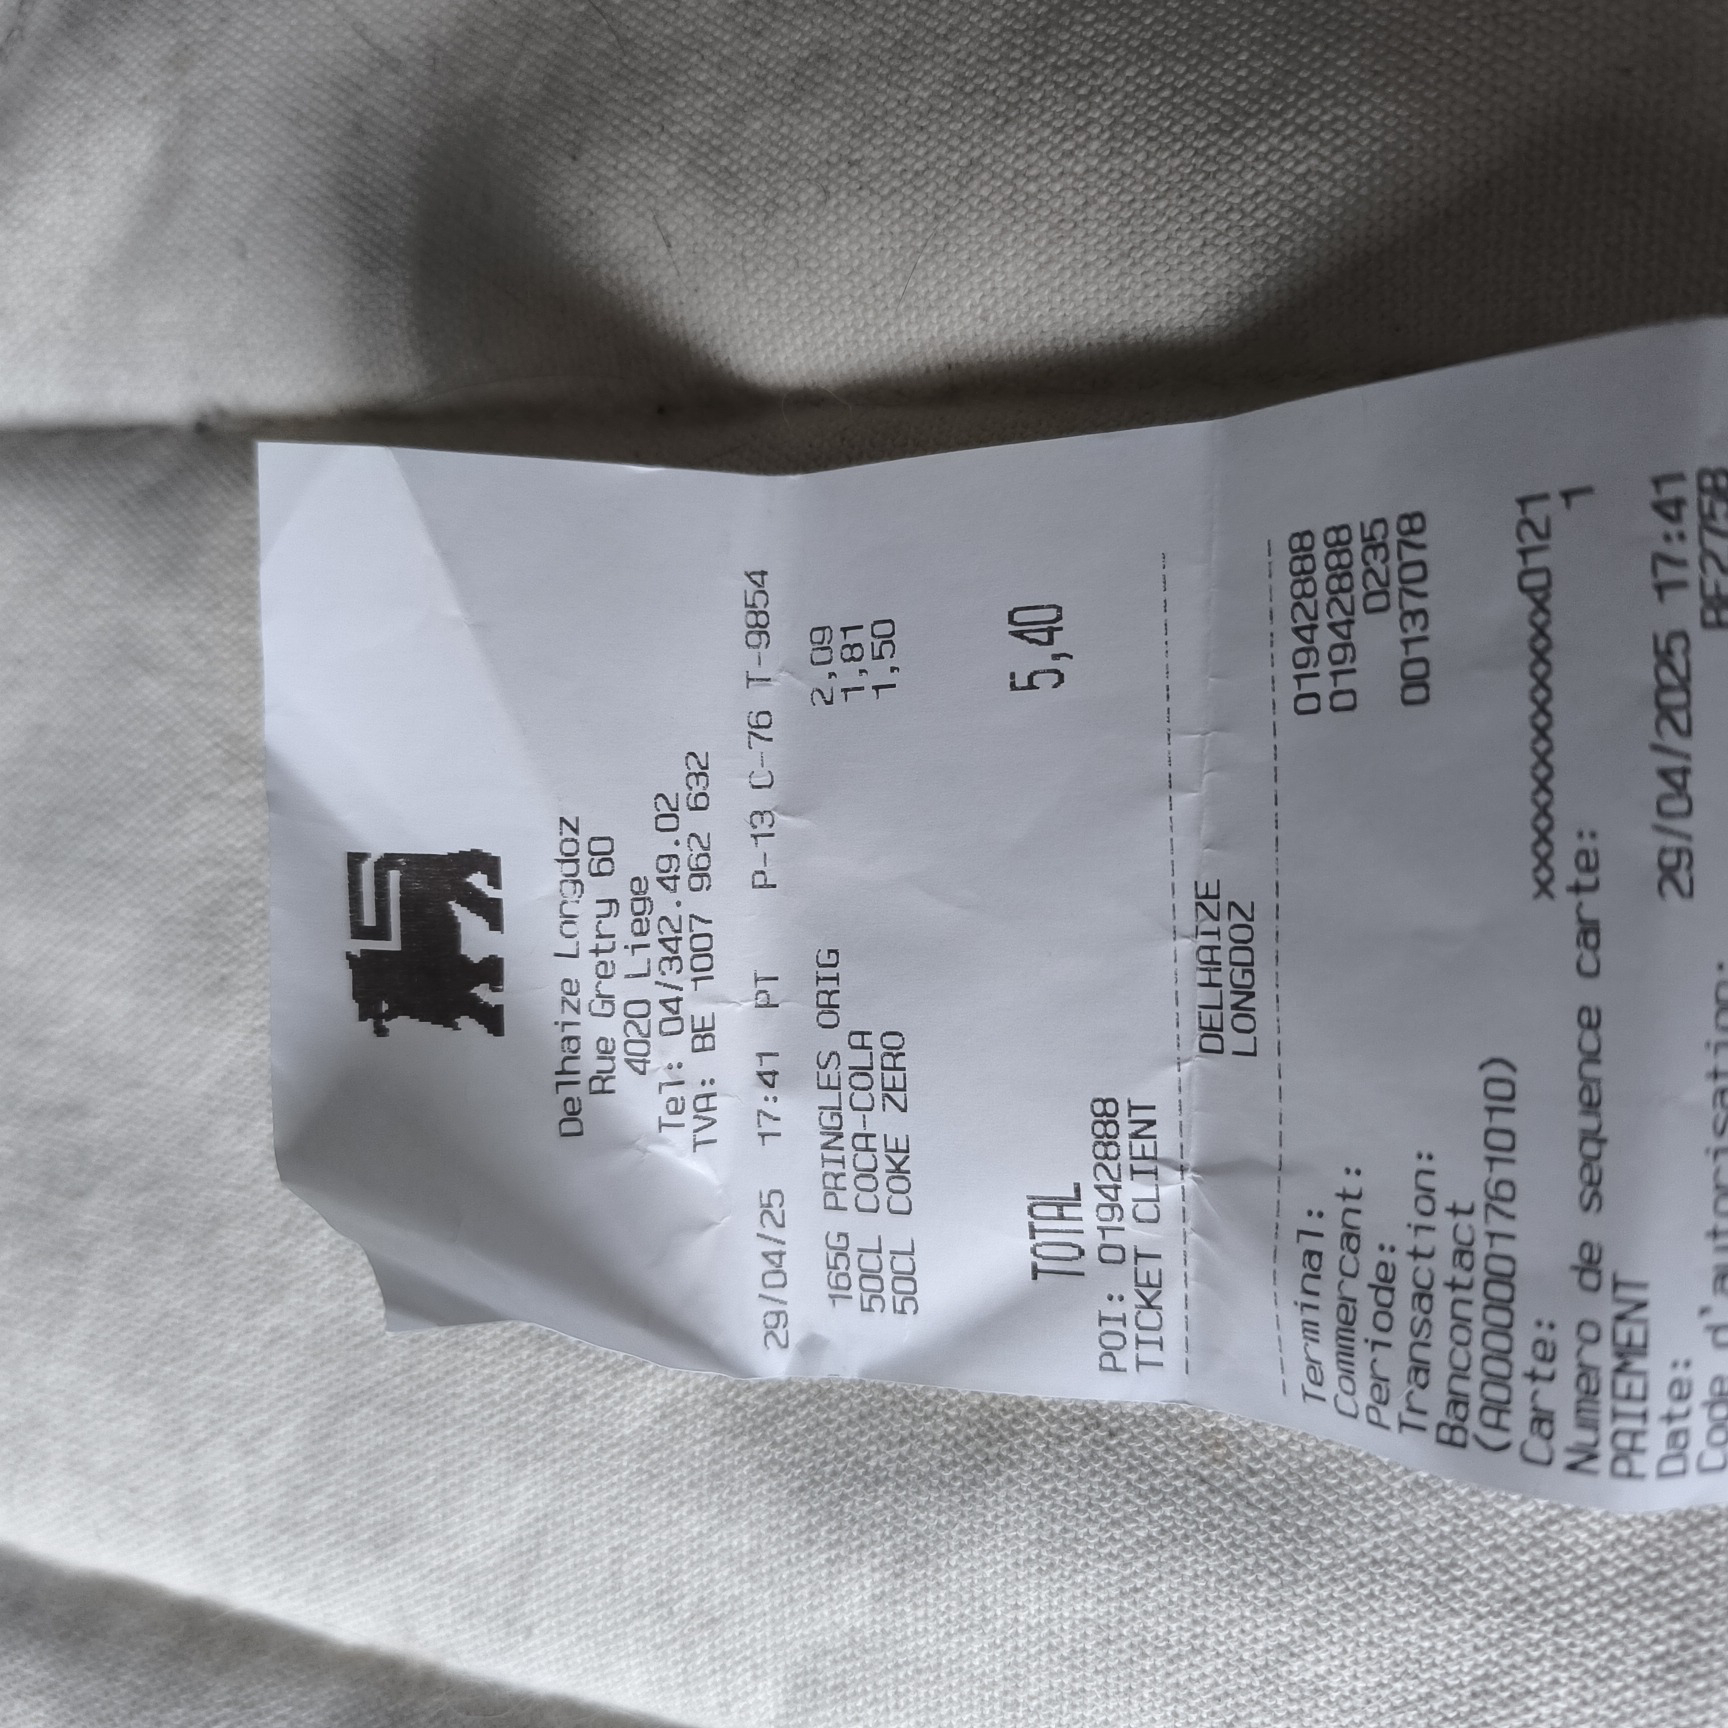 Delhaize Longdoz
Rue Gretry 60
4020 Liege
Tel: 04/342.49.02
TVA: BE 1007 962 632
29/04/25 17:41 PT P-13 C-76 T-9854
165G PRINGLES ORIG 2,09
50CL COCA-COLA 1,81
50CL COKE ZERO 1,50
TOTAL 5,40
POI: 01942888
TICKET CLIENT
DELHAIZE
LONGDOZ
Terminal: 01942888
Commercant: 01942888
Periode: 0235
Transaction: 00137078
Bancontact
(A0000001761010)
Carte: xxxxxxxxxxxxx0121
Numero de sequence carte: 1
PAIEMENT
Date: 29/04/2025 17:41
Code d'autorisation: